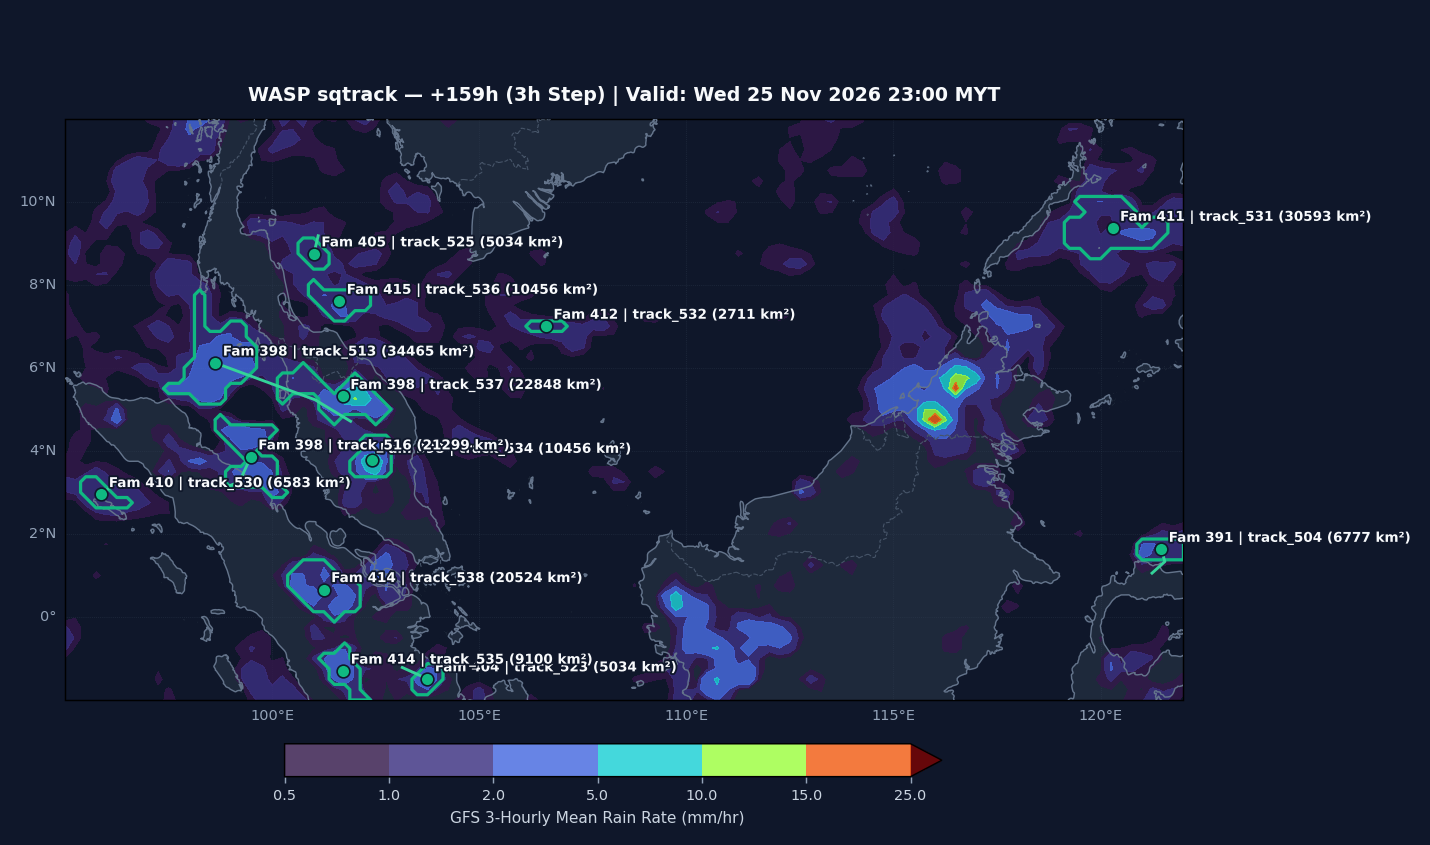 WASP sqtrack — +159h (3h Step) | Valid: Wed 25 Nov 2026 23:00 MYT
10°N
8°N
6°N
4°N
2°N
0°
Fam 411 | track_531 (30593 km²)
Fam 405 | track_525 (5034 km²)
Fam 415 | track_536 (10456 km²)
Fam 412 | track_532 (2711 km²)
Fam 398 | track_513 (34465 km²)
Fam 398 | track_537 (22848 km²)
Fam 398 | track_516 (21299 km²)
track_534 (10456 km²)
Fam 410 | track_530 (6583 km²)
Fam 391 | track_504 (6777 km²)
Fam 414 | track_538 (20524 km²)
Fam 414 | track_535 (9100 km²)
Fam 404 | track_523 (5034 km²)
100°E 105°E 110°E 115°E 120°E
0.5 1.0 2.0 5.0 10.0 15.0 25.0
GFS 3-Hourly Mean Rain Rate (mm/hr)